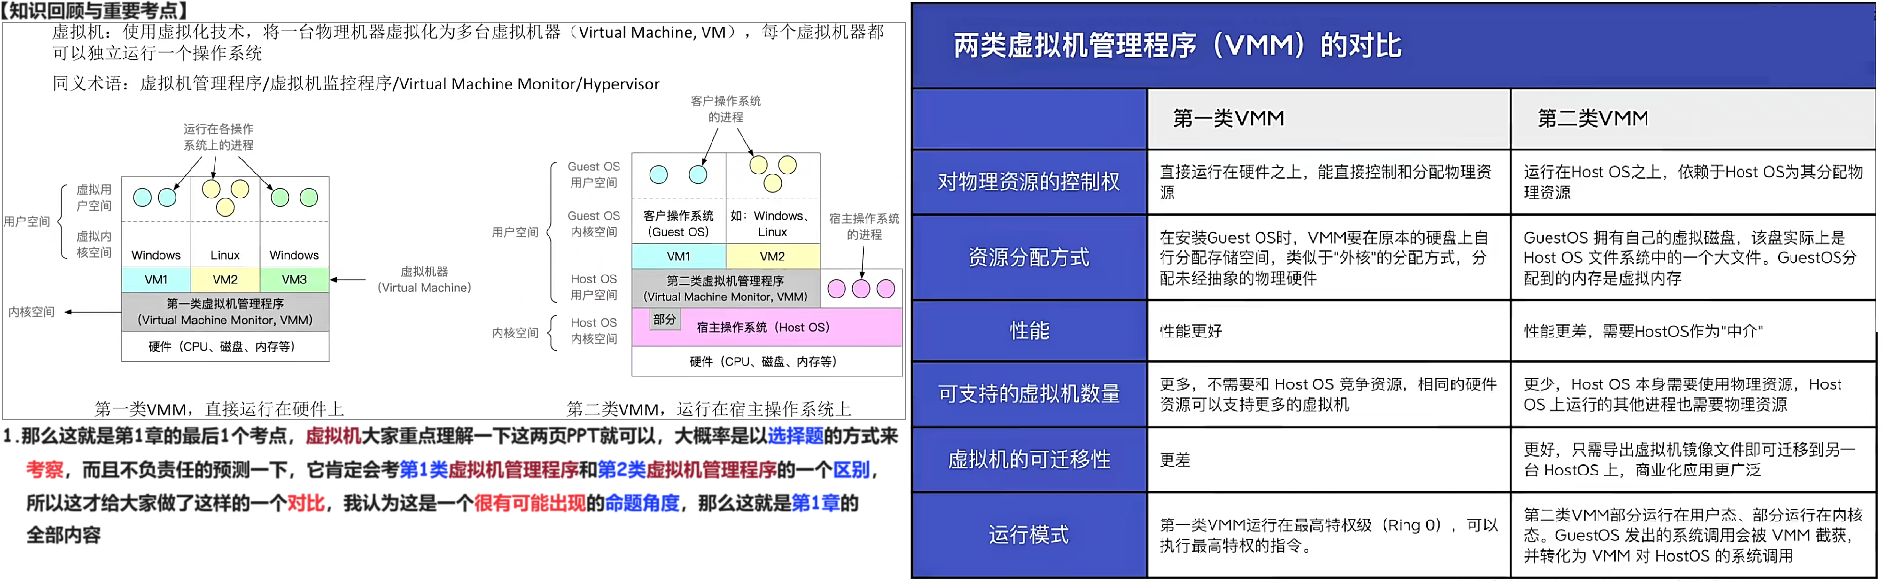 【知识回顾与重要考点】
虚拟机：使用虚拟化技术，将一台物理机器虚拟化为多台虚拟机器（Virtual Machine, VM），每个虚拟机器都
可以独立运行一个操作系统
同义术语：虚拟机管理程序/虚拟机监控程序/Virtual Machine Monitor/Hypervisor
运行在各操作
系统上的进程
用户空间
虚拟用
户空间
虚拟内
核空间
Windows
Linux
Windows
VM1
VM2
VM3
虚拟机器
（Virtual Machine）
内核空间
第一类虚拟机管理程序
（Virtual Machine Monitor, VMM）
硬件（CPU、磁盘、内存等）
第一类VMM，直接运行在硬件上
客户操作系统
的进程
Guest OS
用户空间
用户空间
Guest OS
内核空间
客户操作系统
（Guest OS）
如：Windows、
Linux
宿主操作系统
的进程
VM1
VM2
Host OS
用户空间
第二类虚拟机管理程序
（Virtual Machine Monitor, VMM）
内核空间
Host OS
内核空间
部分
宿主操作系统（Host OS）
硬件（CPU、磁盘、内存等）
第二类VMM，运行在宿主操作系统上
1.那么这就是第1章的最后1个考点，虚拟机大家重点理解一下这两页PPT就可以，大概率是以选择题的方式来
考察，而且不负责任的预测一下，它肯定会考第1类虚拟机管理程序和第2类虚拟机管理程序的一个区别，
所以这才给大家做了这样的一个对比，我认为这是一个很有可能出现的命题角度，那么这就是第1章的
全部内容
两类虚拟机管理程序（VMM）的对比
第一类VMM
第二类VMM
对物理资源的控制权
直接运行在硬件之上，能直接控制和分配物理资
源
运行在Host OS之上，依赖于Host OS为其分配物
理资源
资源分配方式
在安装Guest OS时，VMM要在原本的硬盘上自
行分配存储空间，类似于"外核"的分配方式，分
配未经抽象的物理硬件
GuestOS 拥有自己的虚拟磁盘，该盘实际上是
Host OS 文件系统中的一个大文件。GuestOS分
配到的内存是虚拟内存
性能
性能更好
性能更差，需要HostOS作为"中介"
可支持的虚拟机数量
更多，不需要和 Host OS 竞争资源，相同的硬件
资源可以支持更多的虚拟机
更少，Host OS 本身需要使用物理资源，Host
OS 上运行的其他进程也需要物理资源
虚拟机的可迁移性
更差
更好，只需导出虚拟机镜像文件即可迁移到另一
台 HostOS 上，商业化应用更广泛
运行模式
第一类VMM运行在最高特权级（Ring 0），可以
执行最高特权的指令。
第二类VMM部分运行在用户态、部分运行在内核
态。GuestOS 发出的系统调用会被 VMM 截获，
并转化为 VMM 对 HostOS 的系统调用